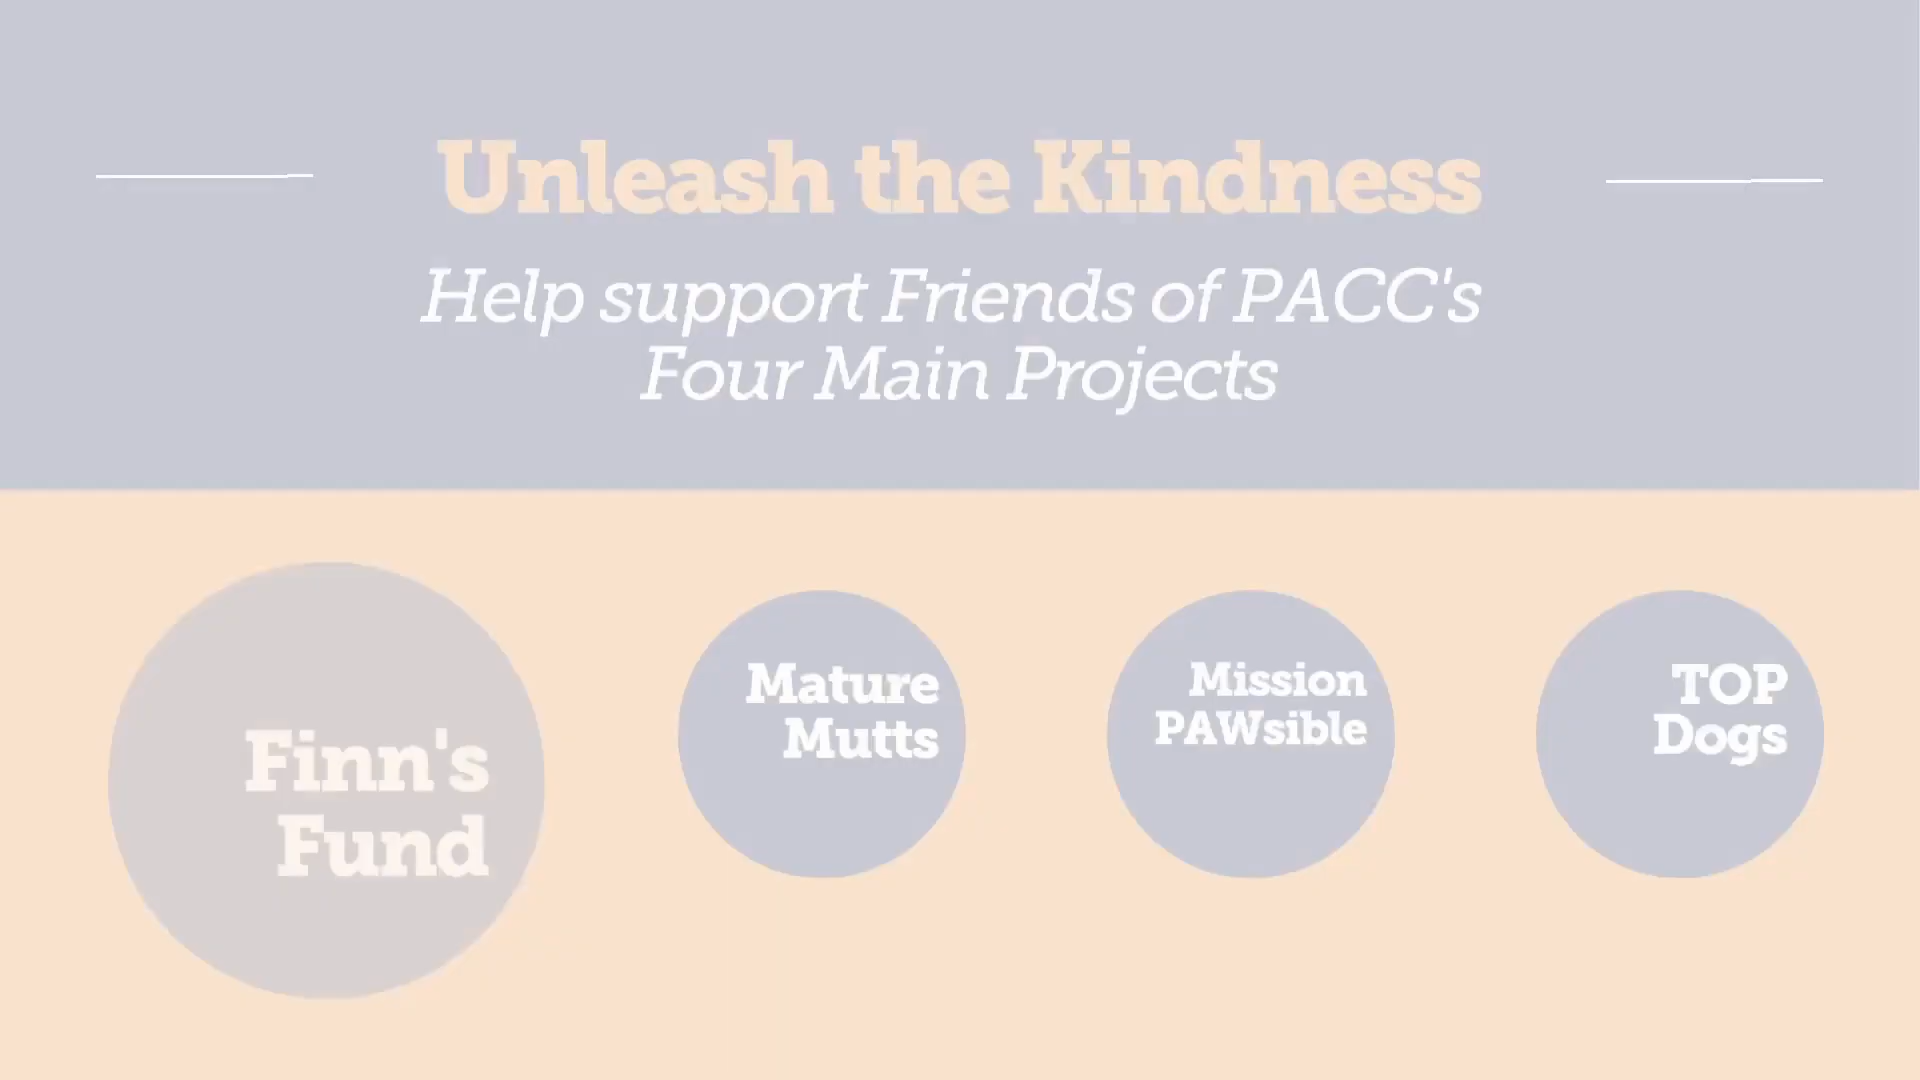 Unleash the Kindness
Help support Friends of PACC's
Four Main Projects
Finn's
Fund
Mature
Mutts
Mission
PAWsible
TOP
Dogs